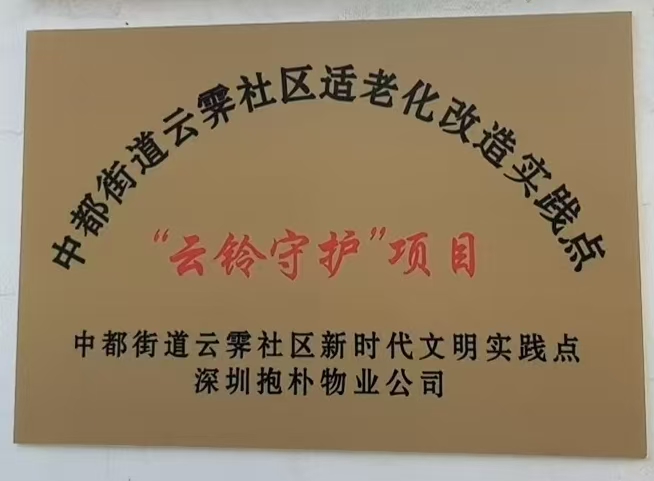 中都街道云霁社区适老化改造实践点
“云铃守护”项目
中都街道云霁社区新时代文明实践点
深圳抱朴物业公司